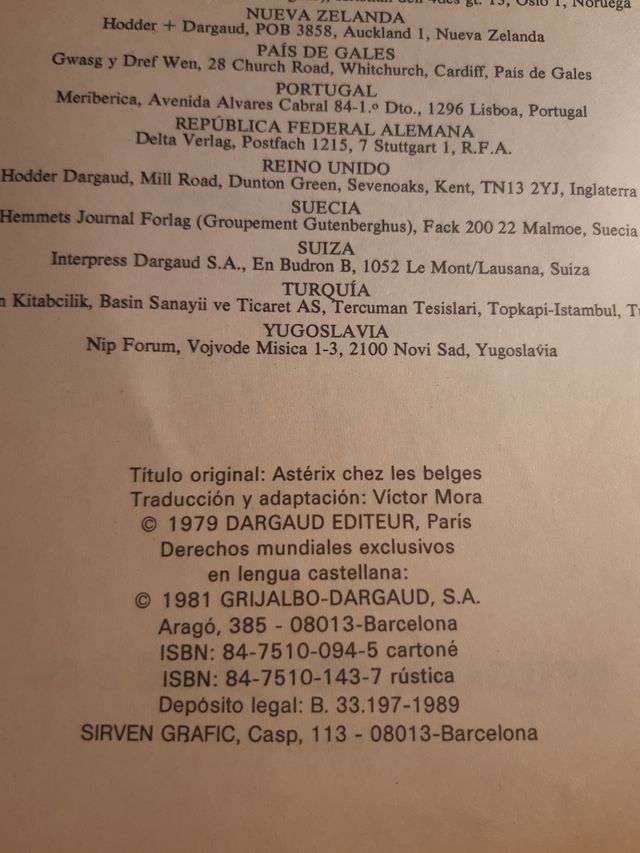 13, Oslo 1, Noruega
NUEVA ZELANDA
Hodder + Dargaud, POB 3858, Auckland 1, Nueva Zelanda
PAÍS DE GALES
Gwasg y Dref Wen, 28 Church Road, Whitchurch, Cardiff, País de Gales
PORTUGAL
Meriberica, Avenida Alvares Cabral 84-1.º Dto., 1296 Lisboa, Portugal
REPÚBLICA FEDERAL ALEMANA
Delta Verlag, Postfach 1215, 7 Stuttgart 1, R.F.A.
REINO UNIDO
Hodder Dargaud, Mill Road, Dunton Green, Sevenoaks, Kent, TN13 2YJ, Inglaterra
SUECIA
Hemmets Journal Forlag (Groupement Gutenberghus), Fack 200 22 Malmoe, Suecia
SUIZA
Interpress Dargaud S.A., En Budron B, 1052 Le Mont/Lausana, Suiza
TURQUÍA
Kitabcilik, Basin Sanayii ve Ticaret AS, Tercuman Tesislari, Topkapi-Istambul,
YUGOSLAVIA
Nip Forum, Vojvode Misica 1-3, 2100 Novi Sad, Yugoslavia
Título original: Astérix chez les belges
Traducción y adaptación: Víctor Mora
© 1979 DARGAUD EDITEUR, París
Derechos mundiales exclusivos
en lengua castellana:
© 1981 GRIJALBO-DARGAUD, S.A.
Aragó, 385 - 08013-Barcelona
ISBN: 84-7510-094-5 cartoné
ISBN: 84-7510-143-7 rústica
Depósito legal: B. 33.197-1989
SIRVEN GRAFIC, Casp, 113 - 08013-Barcelona